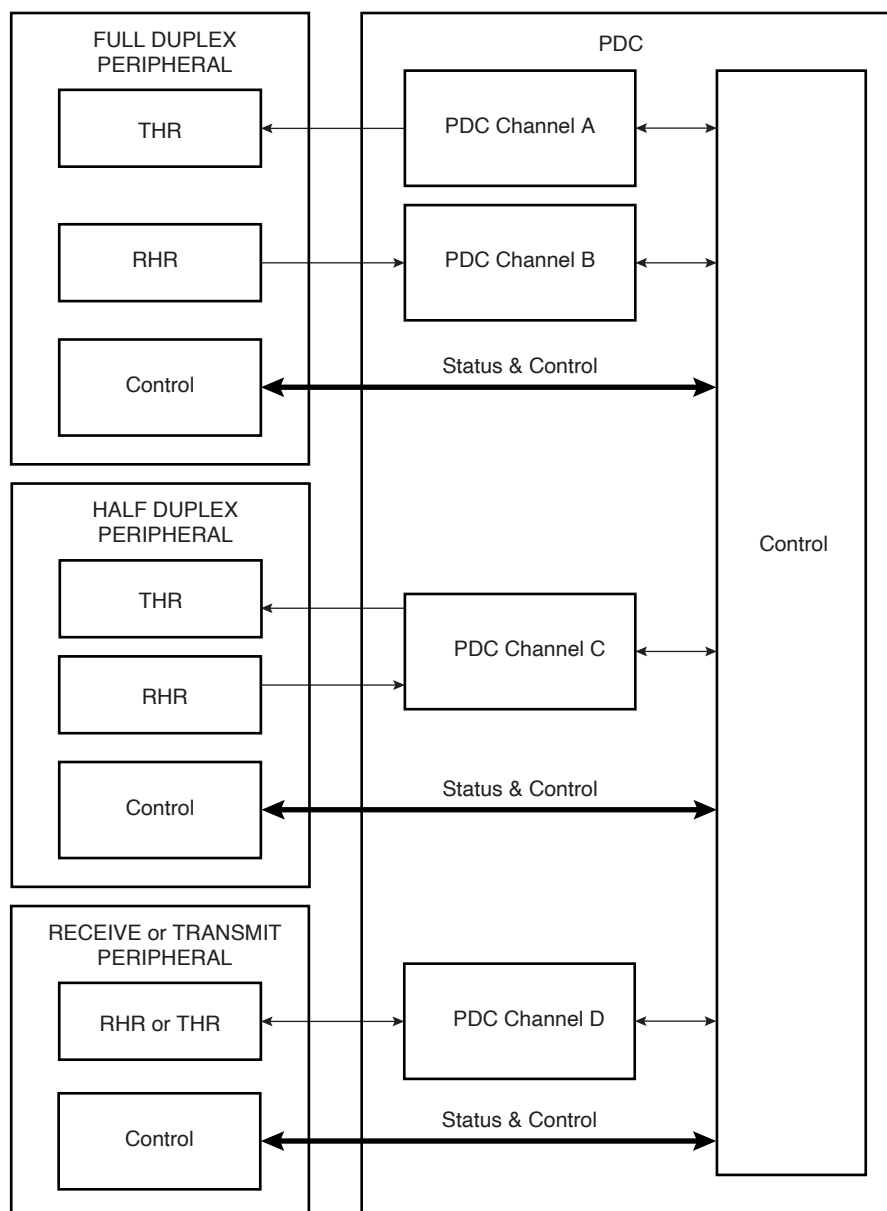 FULL DUPLEX
PERIPHERAL
PDC
THR
PDC Channel A
RHR
PDC Channel B
Control
Status & Control
HALF DUPLEX
PERIPHERAL
Control
THR
PDC Channel C
RHR
Control
Status & Control
RECEIVE or TRANSMIT
PERIPHERAL
RHR or THR
PDC Channel D
Control
Status & Control